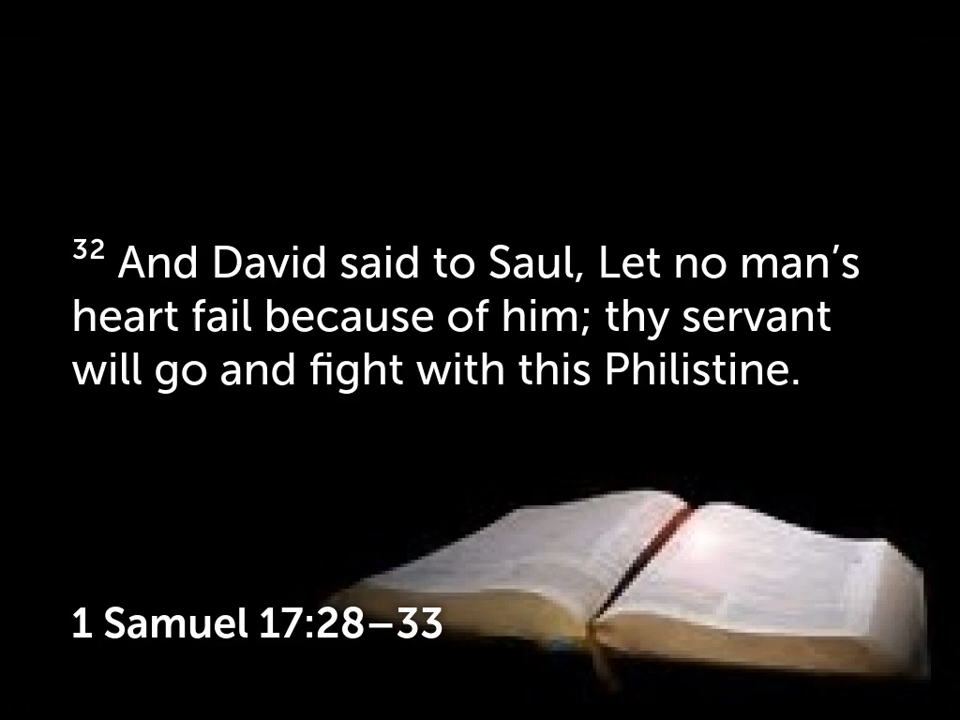 ³² And David said to Saul, Let no man’s
heart fail because of him; thy servant
will go and fight with this Philistine.
1 Samuel 17:28–33